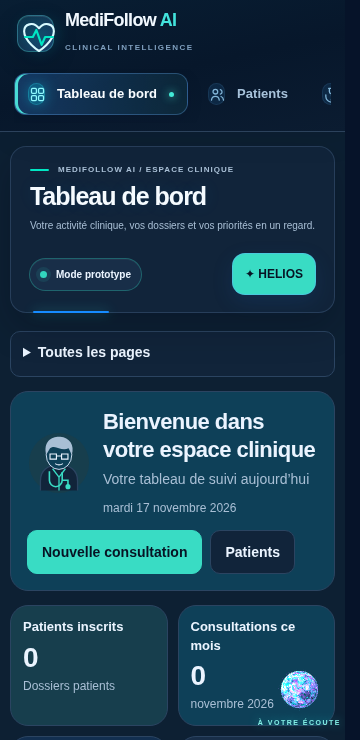 MediFollow AI
CLINICAL INTELLIGENCE
Tableau de bord
Patients
MEDIFOLLOW AI / ESPACE CLINIQUE
Tableau de bord
Votre activité clinique, vos dossiers et vos priorités en un regard.
Mode prototype
✦ HELIOS
Toutes les pages
Bienvenue dans
votre espace clinique
Votre tableau de suivi aujourd’hui
mardi 17 novembre 2026
Nouvelle consultation
Patients
Patients inscrits
0
Dossiers patients
Consultations ce
mois
0
novembre 2026
À VOTRE ÉCOUTE